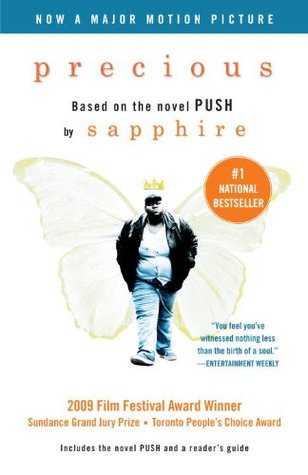 NOW A MAJOR MOTION PICTURE
precious
Based on the novel PUSH
by sapphire
#1
NATIONAL
BESTSELLER
"You feel you've
witnessed nothing less
than the birth of a soul."
—ENTERTAINMENT WEEKLY
2009 Film Festival Award Winner
Sundance Grand Jury Prize • Toronto People's Choice Award
Includes the novel PUSH and a reader's guide